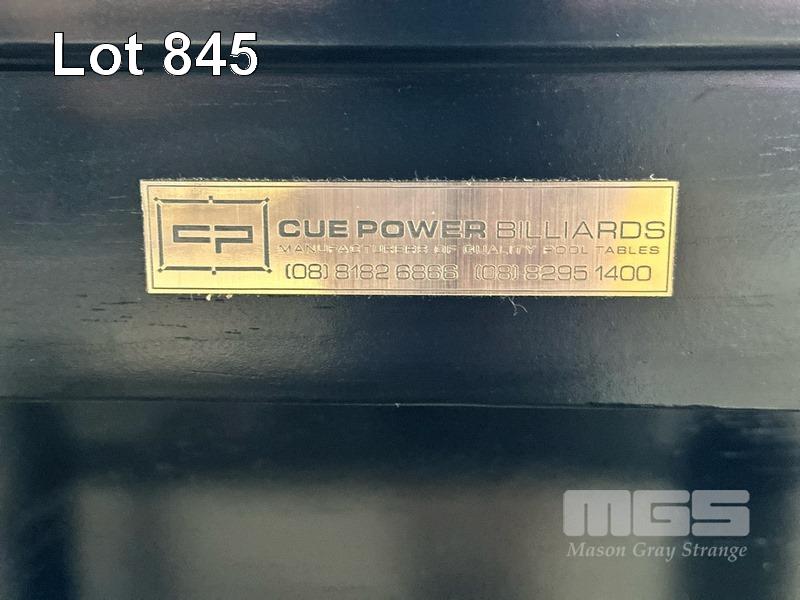 Lot 845
CP
CUE POWER BILLIARDS
MANUFACTURERS OF QUALITY POOL TABLES
(08) 8182 6866 (08) 8295 1400
MGS
Mason Gray Strange